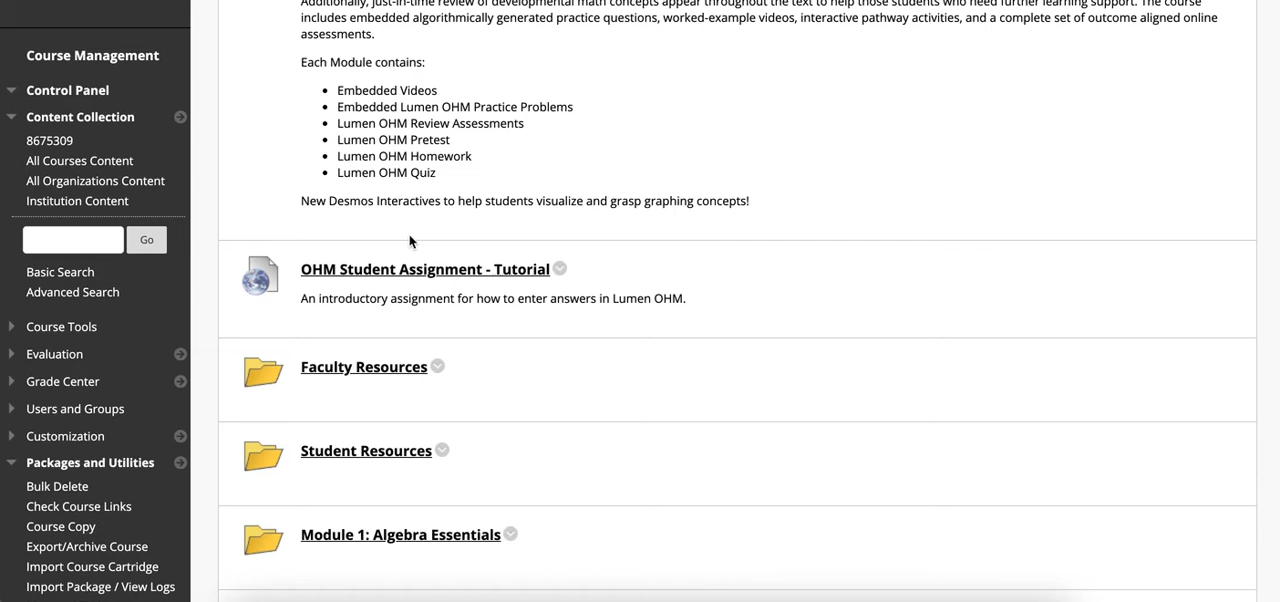 Additionally, just-in-time review of developmental math concepts appear throughout the text to help those students who need further learning support. The course
includes embedded algorithmically generated practice questions, worked-example videos, interactive pathway activities, and a complete set of outcome aligned online
assessments.
Each Module contains:
Embedded Videos
Embedded Lumen OHM Practice Problems
Lumen OHM Review Assessments
Lumen OHM Pretest
Lumen OHM Homework
Lumen OHM Quiz
New Desmos Interactives to help students visualize and grasp graphing concepts!
OHM Student Assignment - Tutorial
An introductory assignment for how to enter answers in Lumen OHM.
Faculty Resources
Student Resources
Module 1: Algebra Essentials
Course Management
Control Panel
Content Collection
8675309
All Courses Content
All Organizations Content
Institution Content
Go
Basic Search
Advanced Search
Course Tools
Evaluation
Grade Center
Users and Groups
Customization
Packages and Utilities
Bulk Delete
Check Course Links
Course Copy
Export/Archive Course
Import Course Cartridge
Import Package / View Logs